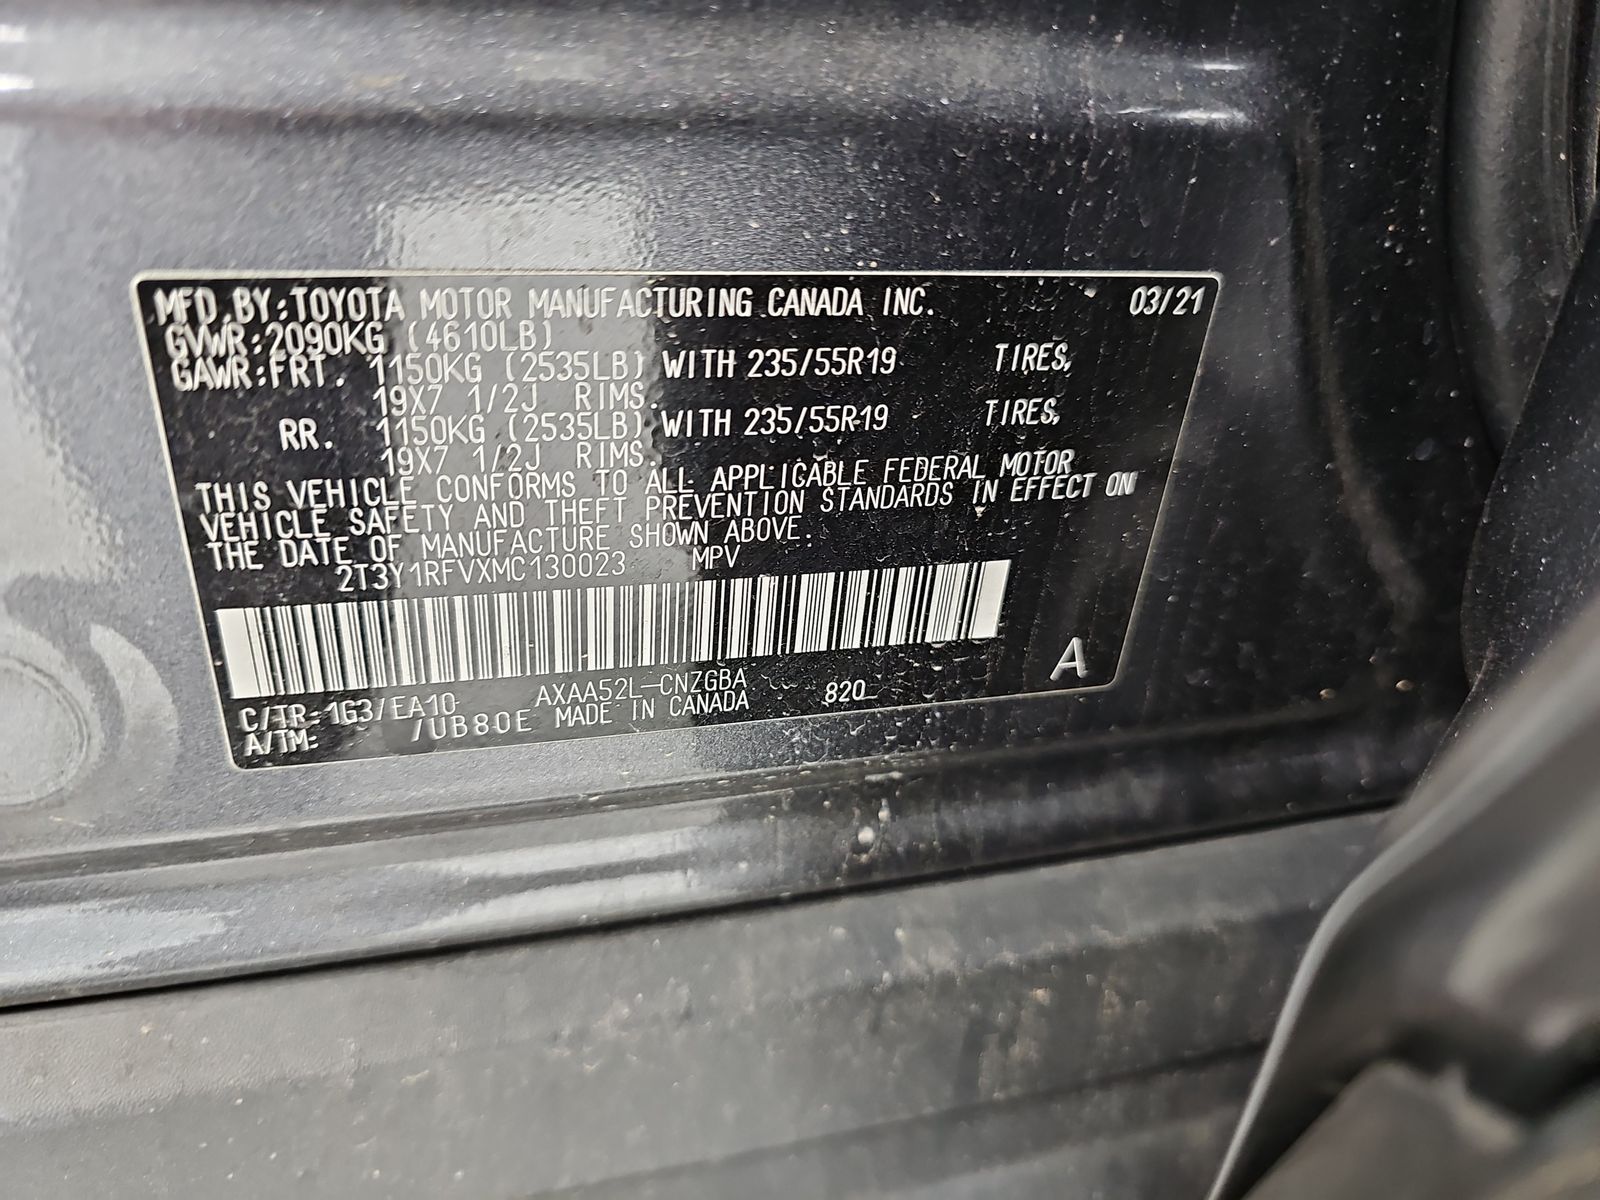 MFD.BY:TOYOTA MOTOR MANUFACTURING CANADA INC. 03/21
GVWR:2090KG (4610LB)
GAWR:FRT. 1150KG (2535LB) WITH 235/55R19 TIRES,
19X7 1/2J RIMS.
RR. 1150KG (2535LB) WITH 235/55R19 TIRES,
19X7 1/2J RIMS.
THIS VEHICLE CONFORMS TO ALL APPLICABLE FEDERAL MOTOR
VEHICLE SAFETY AND THEFT PREVENTION STANDARDS IN EFFECT ON
THE DATE OF MANUFACTURE SHOWN ABOVE.
2T3Y1RFVXMC130023 MPV
A
C/TR:1G3/EA10 AXAA52L-CNZGBA 820
A/TM: /UB80E MADE IN CANADA